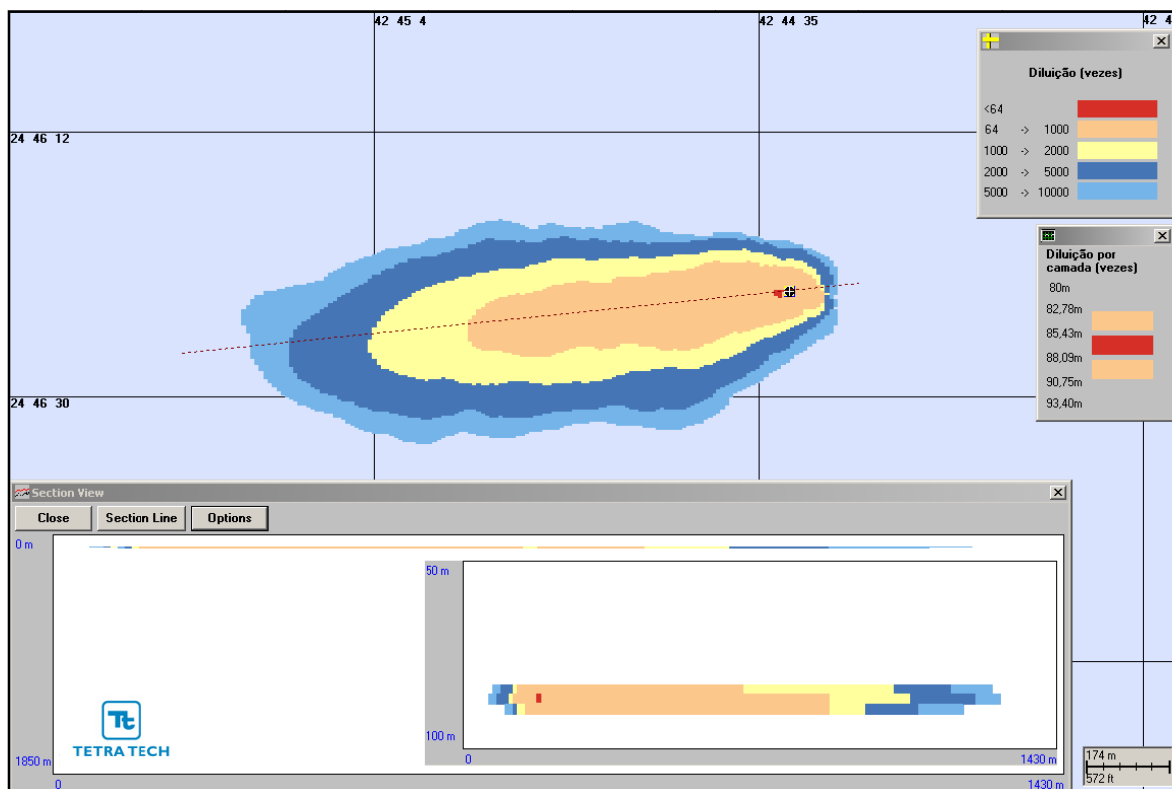 42 45 4
42 44 35
42 4
24 46 12
24 46 30
Diluição (vezes)
<64
64 -> 1000
1000 -> 2000
2000 -> 5000
5000 -> 10000
Diluição por
camada (vezes)
80m
82,78m
85,43m
88,09m
90,75m
93,40m
Section View
Close
Section Line
Options
0 m
50 m
100 m
0
1430 m
Tt
TETRA TECH
1850 m
0
1430 m
174 m
572 ft